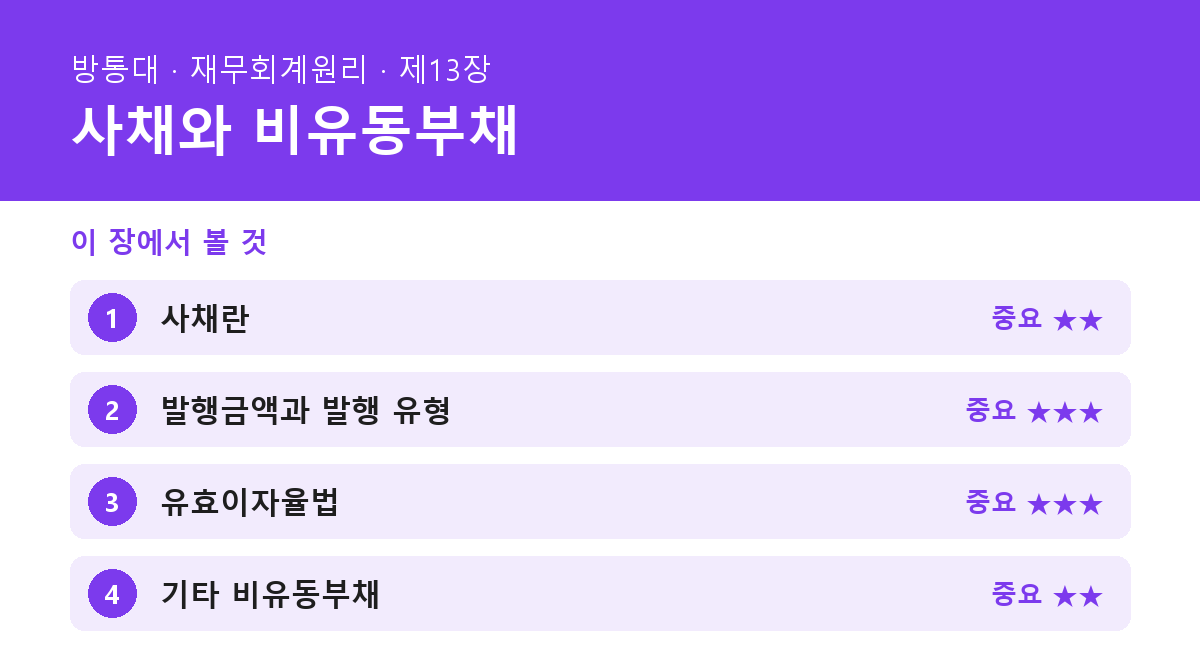 방통대 · 재무회계원리 · 제13장
사채와 비유동부채
이 장에서 볼 것
1 사채란 중요 ★★
2 발행금액과 발행 유형 중요 ★★★
3 유효이자율법 중요 ★★★
4 기타 비유동부채 중요 ★★